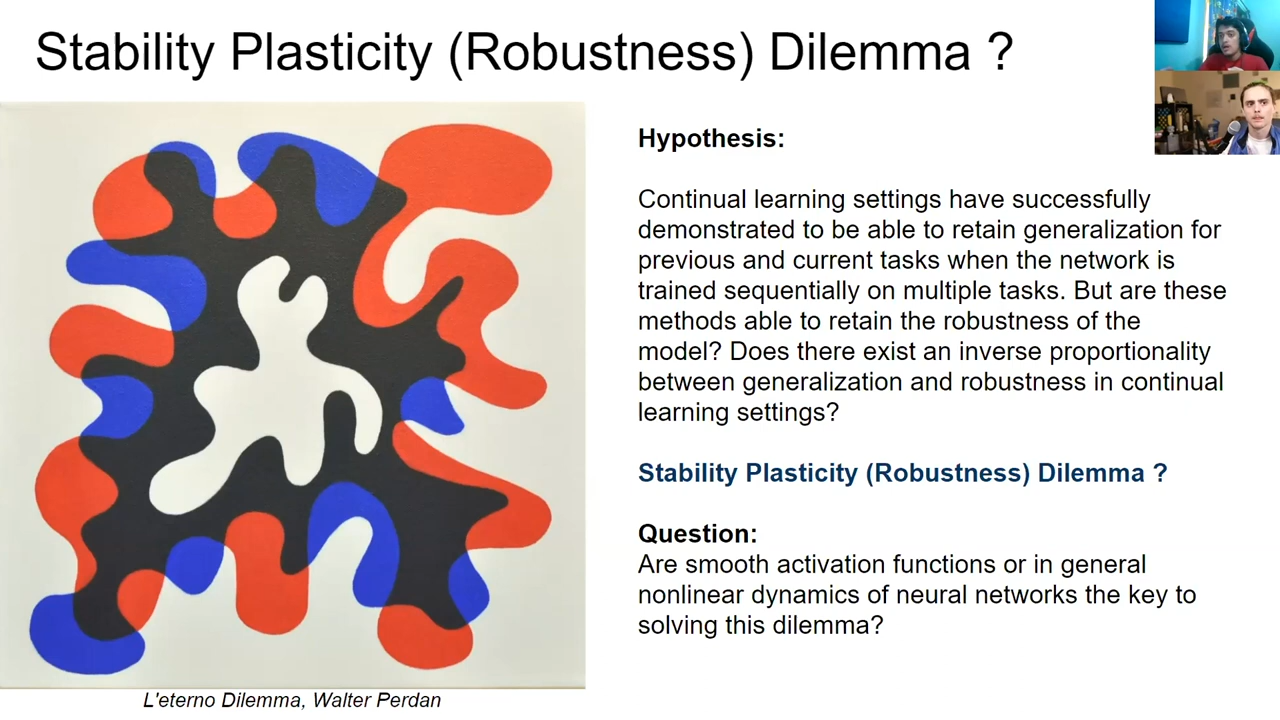 Stability Plasticity (Robustness) Dilemma ?
Hypothesis:
Continual learning settings have successfully
demonstrated to be able to retain generalization for
previous and current tasks when the network is
trained sequentially on multiple tasks. But are these
methods able to retain the robustness of the
model? Does there exist an inverse proportionality
between generalization and robustness in continual
learning settings?
Stability Plasticity (Robustness) Dilemma ?
Question:
Are smooth activation functions or in general
nonlinear dynamics of neural networks the key to
solving this dilemma?
L'eterno Dilemma, Walter Perdan